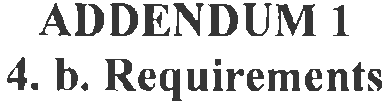 ADDENDUM 1
4. b. Requirements